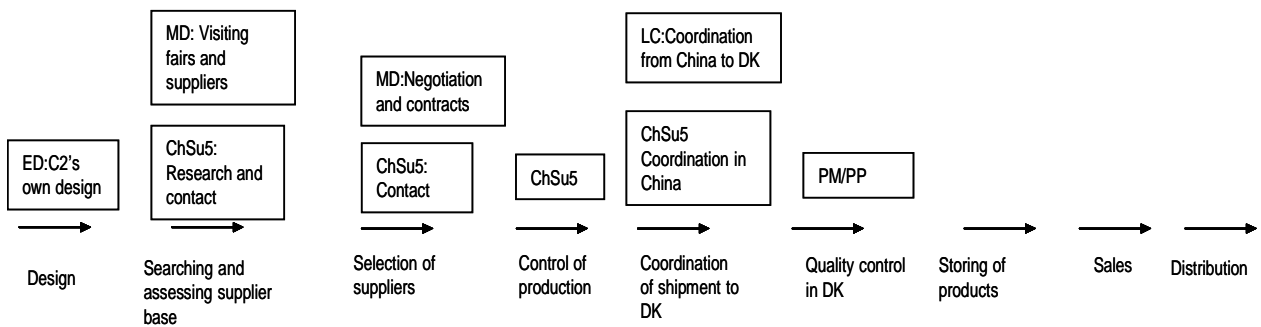 MD: Visiting
fairs and
suppliers
LC:Coordination
from China to DK
MD:Negotiation
and contracts
ED:C2's
own design
ChSu5:
Research and
contact
ChSu5:
Contact
ChSu5
ChSu5
Coordination in
China
PM/PP
Design
Searching and
assessing supplier
base
Selection of
suppliers
Control of
production
Coordination
of shipment to
DK
Quality control
in DK
Storing of
products
Sales
Distribution